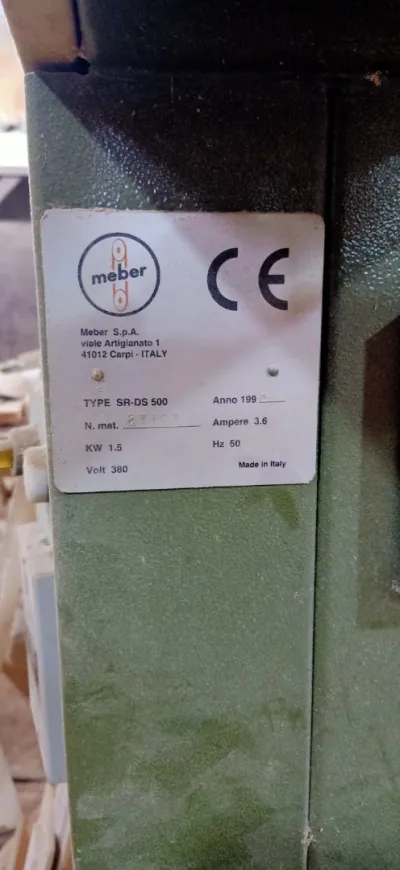 meber
CE
Meber S.p.A.
viale Artigianato 1
41012 Carpi - ITALY
TYPE SR-DS 500
Anno 199
N. mat.
Ampere 3.6
KW 1.5
Hz 50
Volt 380
Made in Italy